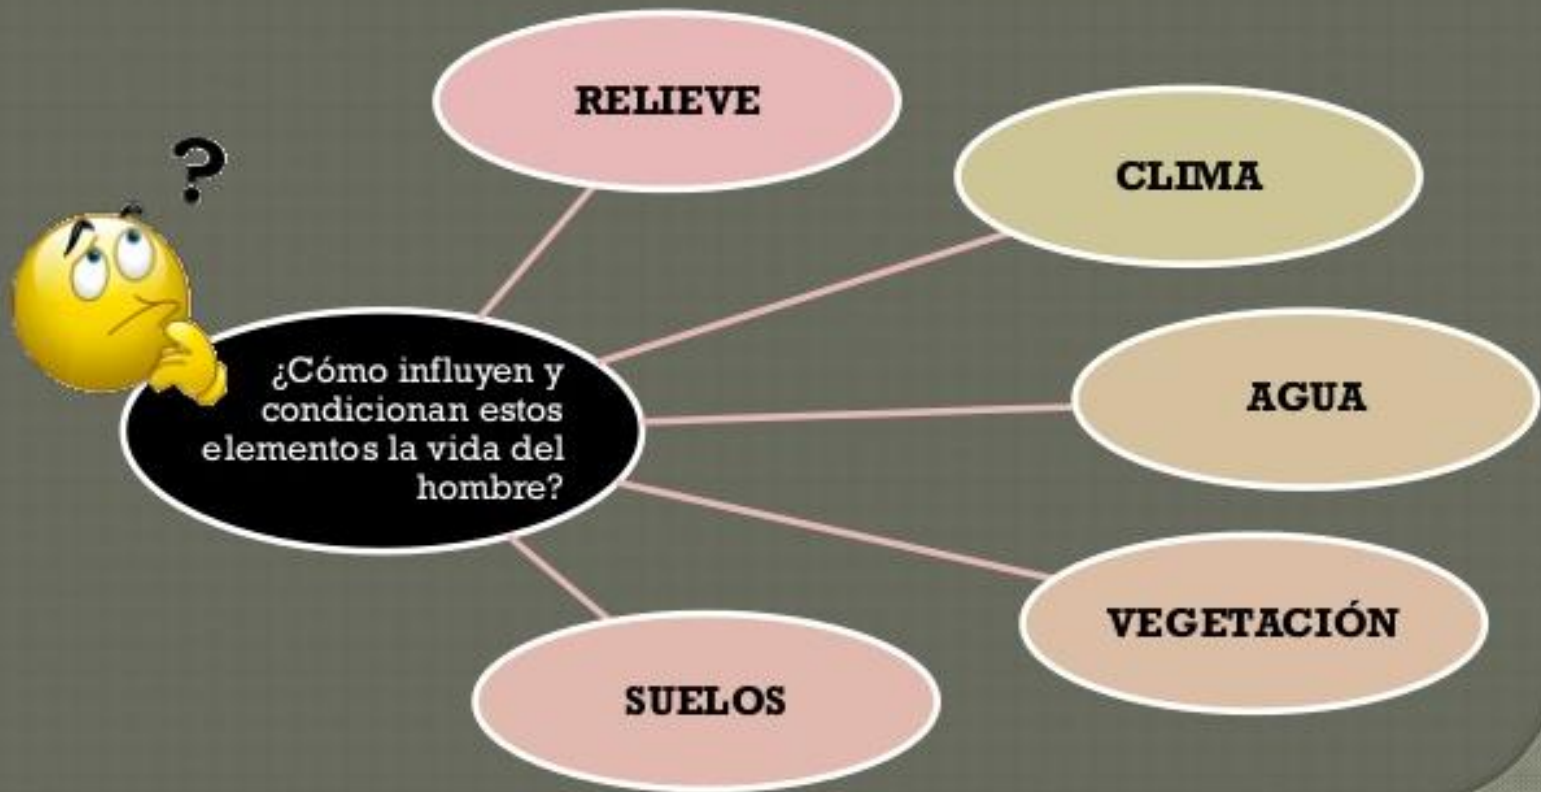 RELIEVE
CLIMA
?
¿Cómo influyen y
condicionan estos
elementos la vida del
hombre?
AGUA
VEGETACIÓN
SUELOS